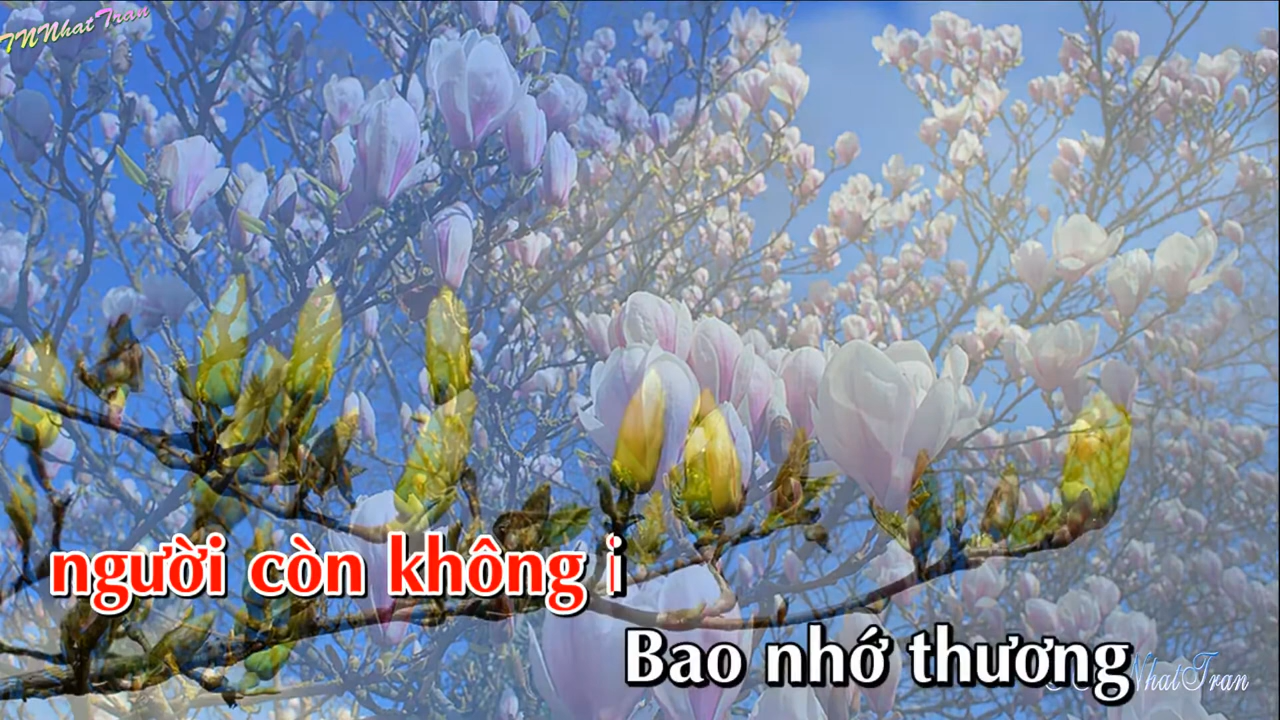 TNNhatTran
người còn không
Bao nhớ thương
NhatTran